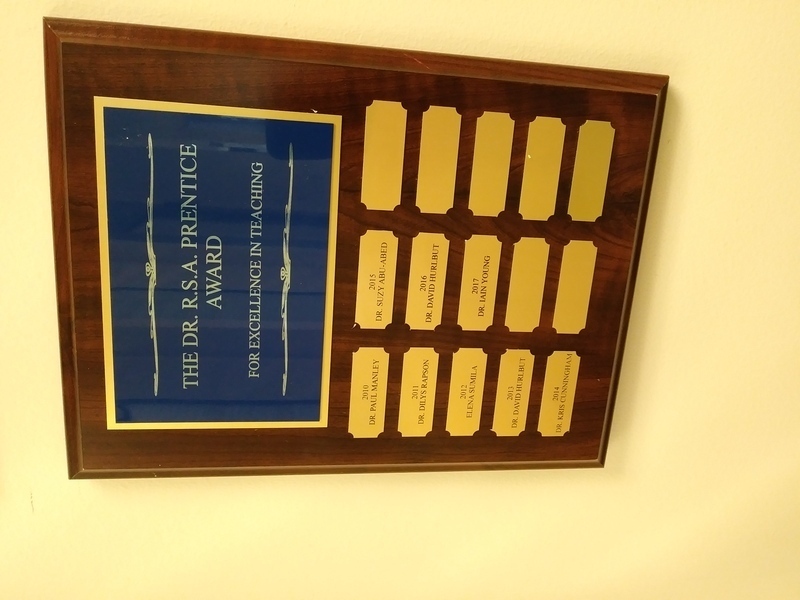 THE DR. R.S.A. PRENTICE
AWARD
FOR EXCELLENCE IN TEACHING
2010
DR. PAUL MANLEY
2011
DR. DILYS RAPSON
2012
ELENA SUMILA
2013
DR. DAVID HURLBUT
2014
DR. KRIS CUNNINGHAM
2015
DR. SUZY ABU-ABED
2016
DR. DAVID HURLBUT
2017
DR. IAIN YOUNG